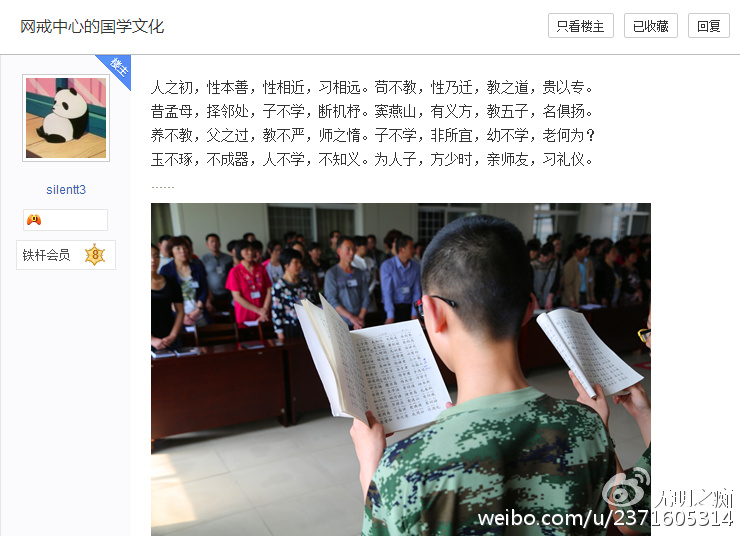 网戒中心的国学文化
只看楼主 已收藏 回复
楼主
人之初，性本善，性相近，习相远。苟不教，性乃迁，教之道，贵以专。
昔孟母，择邻处，子不学，断机杼。窦燕山，有义方，教五子，名俱扬。
养不教，父之过，教不严，师之惰。子不学，非所宜，幼不学，老何为？
玉不琢，不成器，人不学，不知义。为人子，方少时，亲师友，习礼仪。
......
silentt3
铁杆会员 8
尤明之痴
weibo.com/u/2371605314